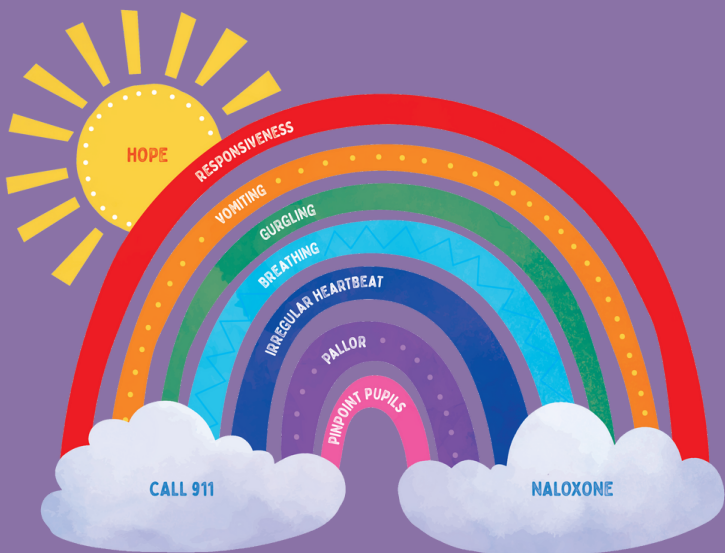 HOPE
RESPONSIVENESS
VOMITING
GURGLING
BREATHING
IRREGULAR HEARTBEAT
PALLOR
PINPOINT PUPILS
CALL 911
NALOXONE